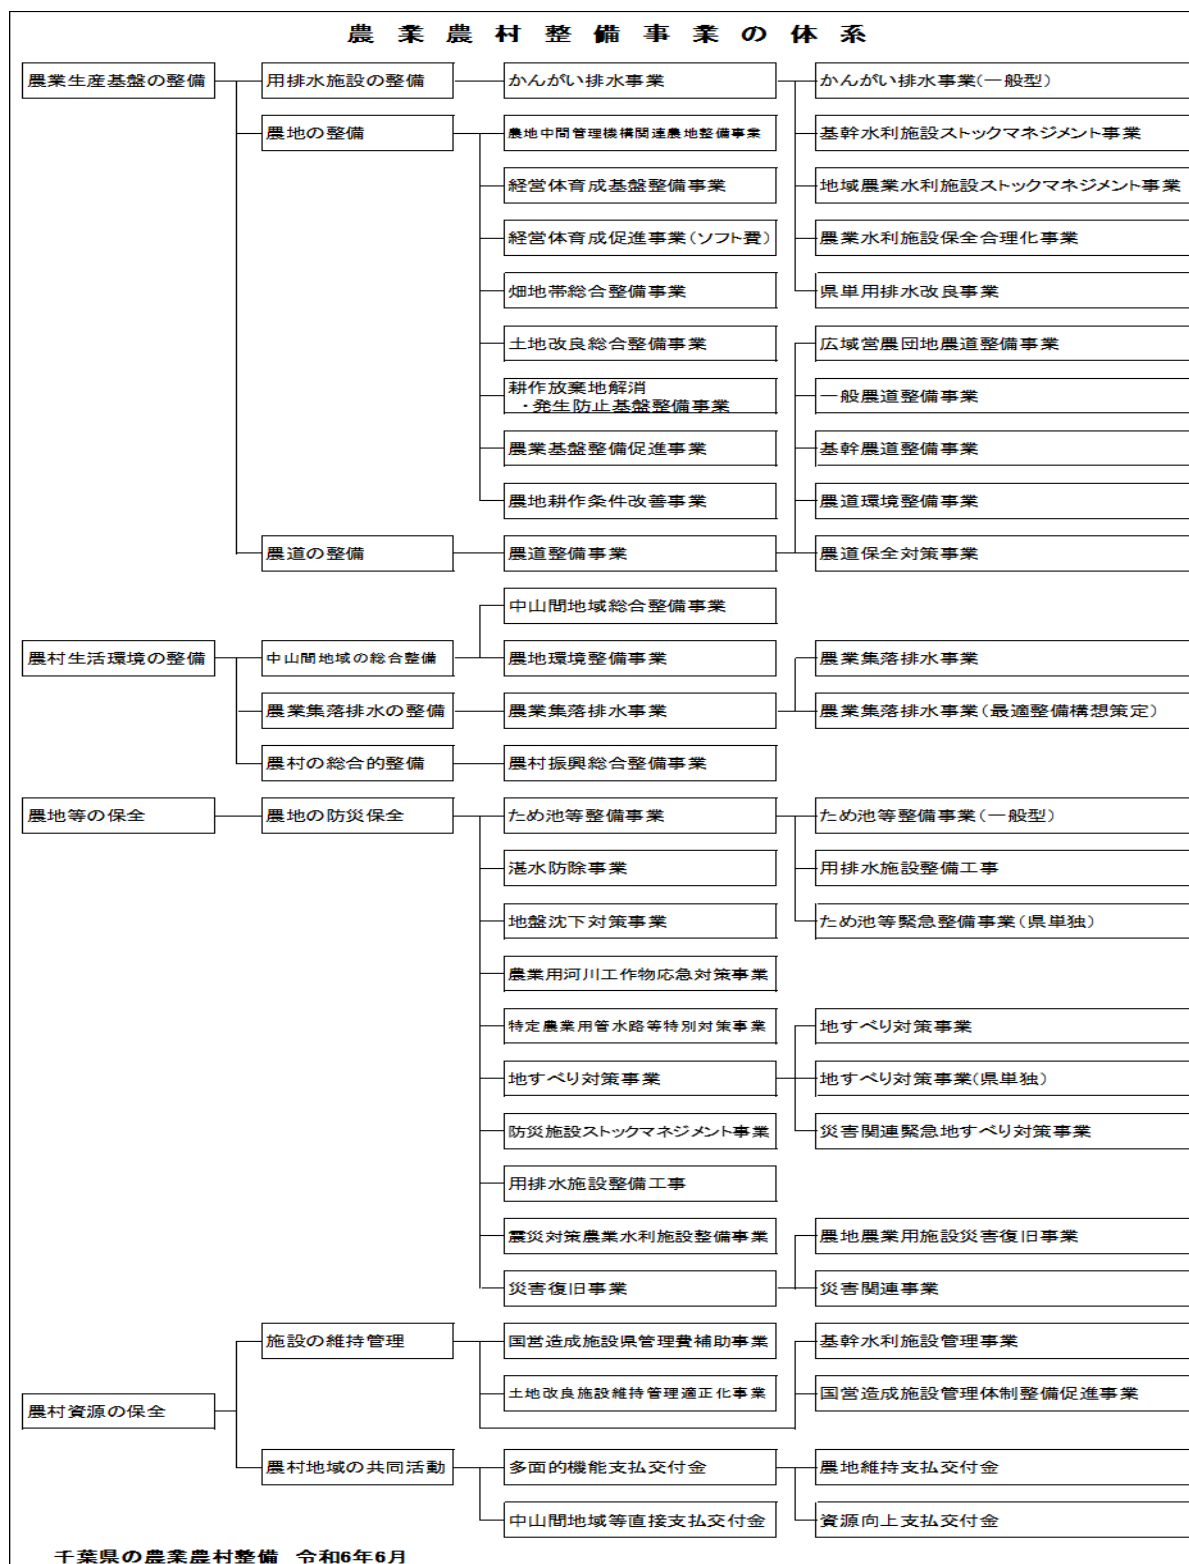 農業農村整備事業の体系
農業生産基盤の整備
用排水施設の整備
かんがい排水事業
かんがい排水事業(一般型)
農地の整備
農地中間管理機構関連農地整備事業
基幹水利施設ストックマネジメント事業
経営体育成基盤整備事業
地域農業水利施設ストックマネジメント事業
経営体育成促進事業(ソフト費)
農業水利施設保全合理化事業
畑地帯総合整備事業
県単用排水改良事業
土地改良総合整備事業
広域営農団地農道整備事業
耕作放棄地解消
・発生防止基盤整備事業
一般農道整備事業
農業基盤整備促進事業
基幹農道整備事業
農地耕作条件改善事業
農道環境整備事業
農道の整備
農道整備事業
農道保全対策事業
中山間地域総合整備事業
農村生活環境の整備
中山間地域の総合整備
農地環境整備事業
農業集落排水事業
農業集落排水の整備
農業集落排水事業
農業集落排水事業(最適整備構想策定)
農村の総合的整備
農村振興総合整備事業
農地等の保全
農地の防災保全
ため池等整備事業
ため池等整備事業(一般型)
湛水防除事業
用排水施設整備工事
地盤沈下対策事業
ため池等緊急整備事業(県単独)
農業用河川工作物応急対策事業
特定農業用管水路等特別対策事業
地すべり対策事業
地すべり対策事業
地すべり対策事業(県単独)
防災施設ストックマネジメント事業
災害関連緊急地すべり対策事業
用排水施設整備工事
震災対策農業水利施設整備事業
農地農業用施設災害復旧事業
災害復旧事業
災害関連事業
施設の維持管理
国営造成施設県管理費補助事業
基幹水利施設管理事業
農村資源の保全
土地改良施設維持管理適正化事業
国営造成施設管理体制整備促進事業
農村地域の共同活動
多面的機能支払交付金
農地維持支払交付金
中山間地域等直接支払交付金
資源向上支払交付金
千葉県の農業農村整備 令和6年6月